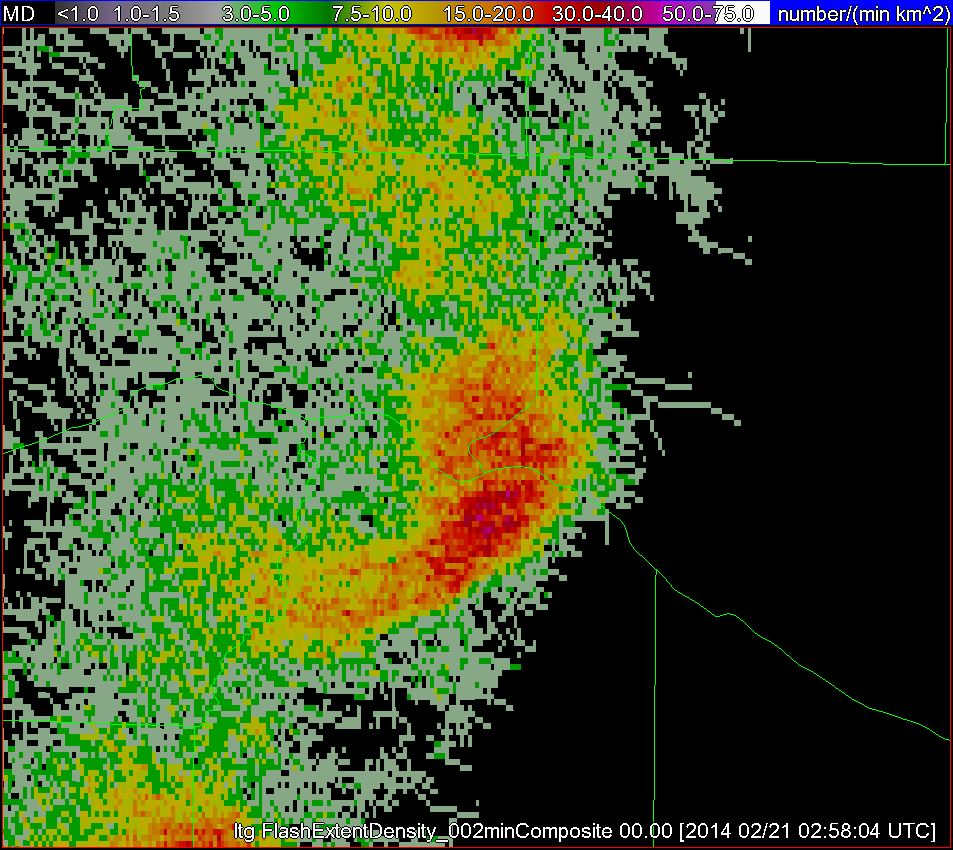 MD <1.0 1.0-1.5 3.0-5.0 7.5-10.0 15.0-20.0 30.0-40.0 50.0-75.0 number/(min km^2)
ltg FlashExtentDensity_002minComposite 00.00 [2014 02/21 02:58:04 UTC]